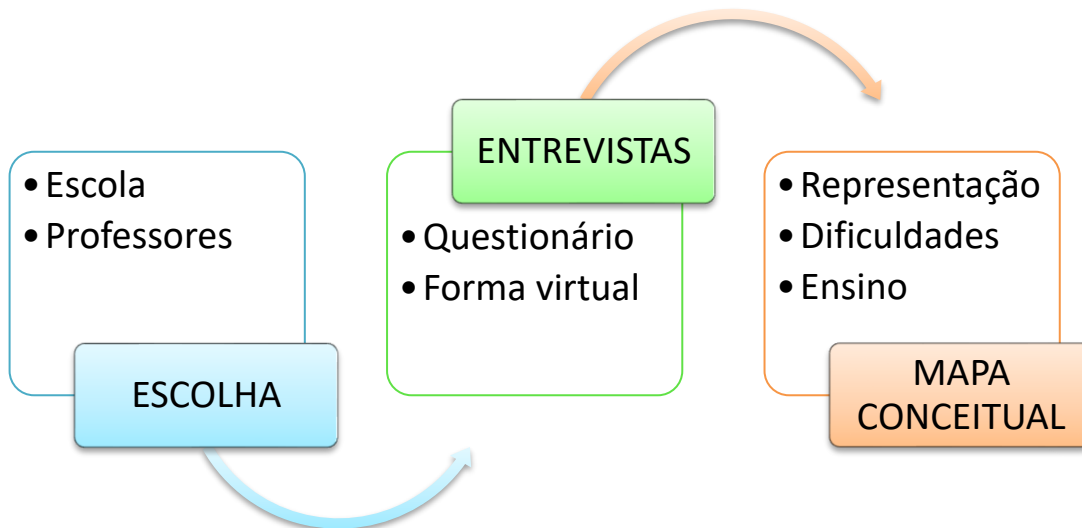 • Escola
• Professores
ESCOLHA
ENTREVISTAS
• Questionário
• Forma virtual
• Representação
• Dificuldades
• Ensino
MAPA
CONCEITUAL